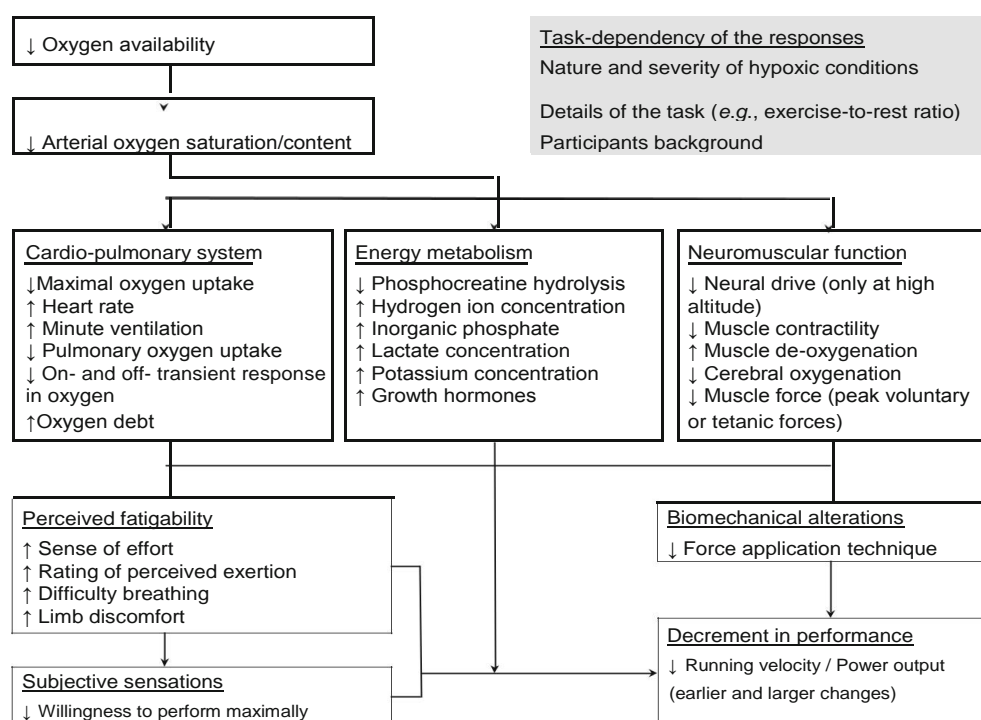 ↓ Oxygen availability
↓ Arterial oxygen saturation/content
Task-dependency of the responses
Nature and severity of hypoxic conditions
Details of the task (e.g., exercise-to-rest ratio)
Participants background
Cardio-pulmonary system
↓Maximal oxygen uptake
↑ Heart rate
↑ Minute ventilation
↓ Pulmonary oxygen uptake
↓ On- and off- transient response
in oxygen
↑Oxygen debt
Energy metabolism
↓ Phosphocreatine hydrolysis
↑ Hydrogen ion concentration
↑ Inorganic phosphate
↑ Lactate concentration
↑ Potassium concentration
↑ Growth hormones
Neuromuscular function
↓ Neural drive (only at high
altitude)
↓ Muscle contractility
↑ Muscle de-oxygenation
↓ Cerebral oxygenation
↓ Muscle force (peak voluntary
or tetanic forces)
Perceived fatigability
↑ Sense of effort
↑ Rating of perceived exertion
↑ Difficulty breathing
↑ Limb discomfort
Subjective sensations
↓ Willingness to perform maximally
Biomechanical alterations
↓ Force application technique
Decrement in performance
↓ Running velocity / Power output
(earlier and larger changes)